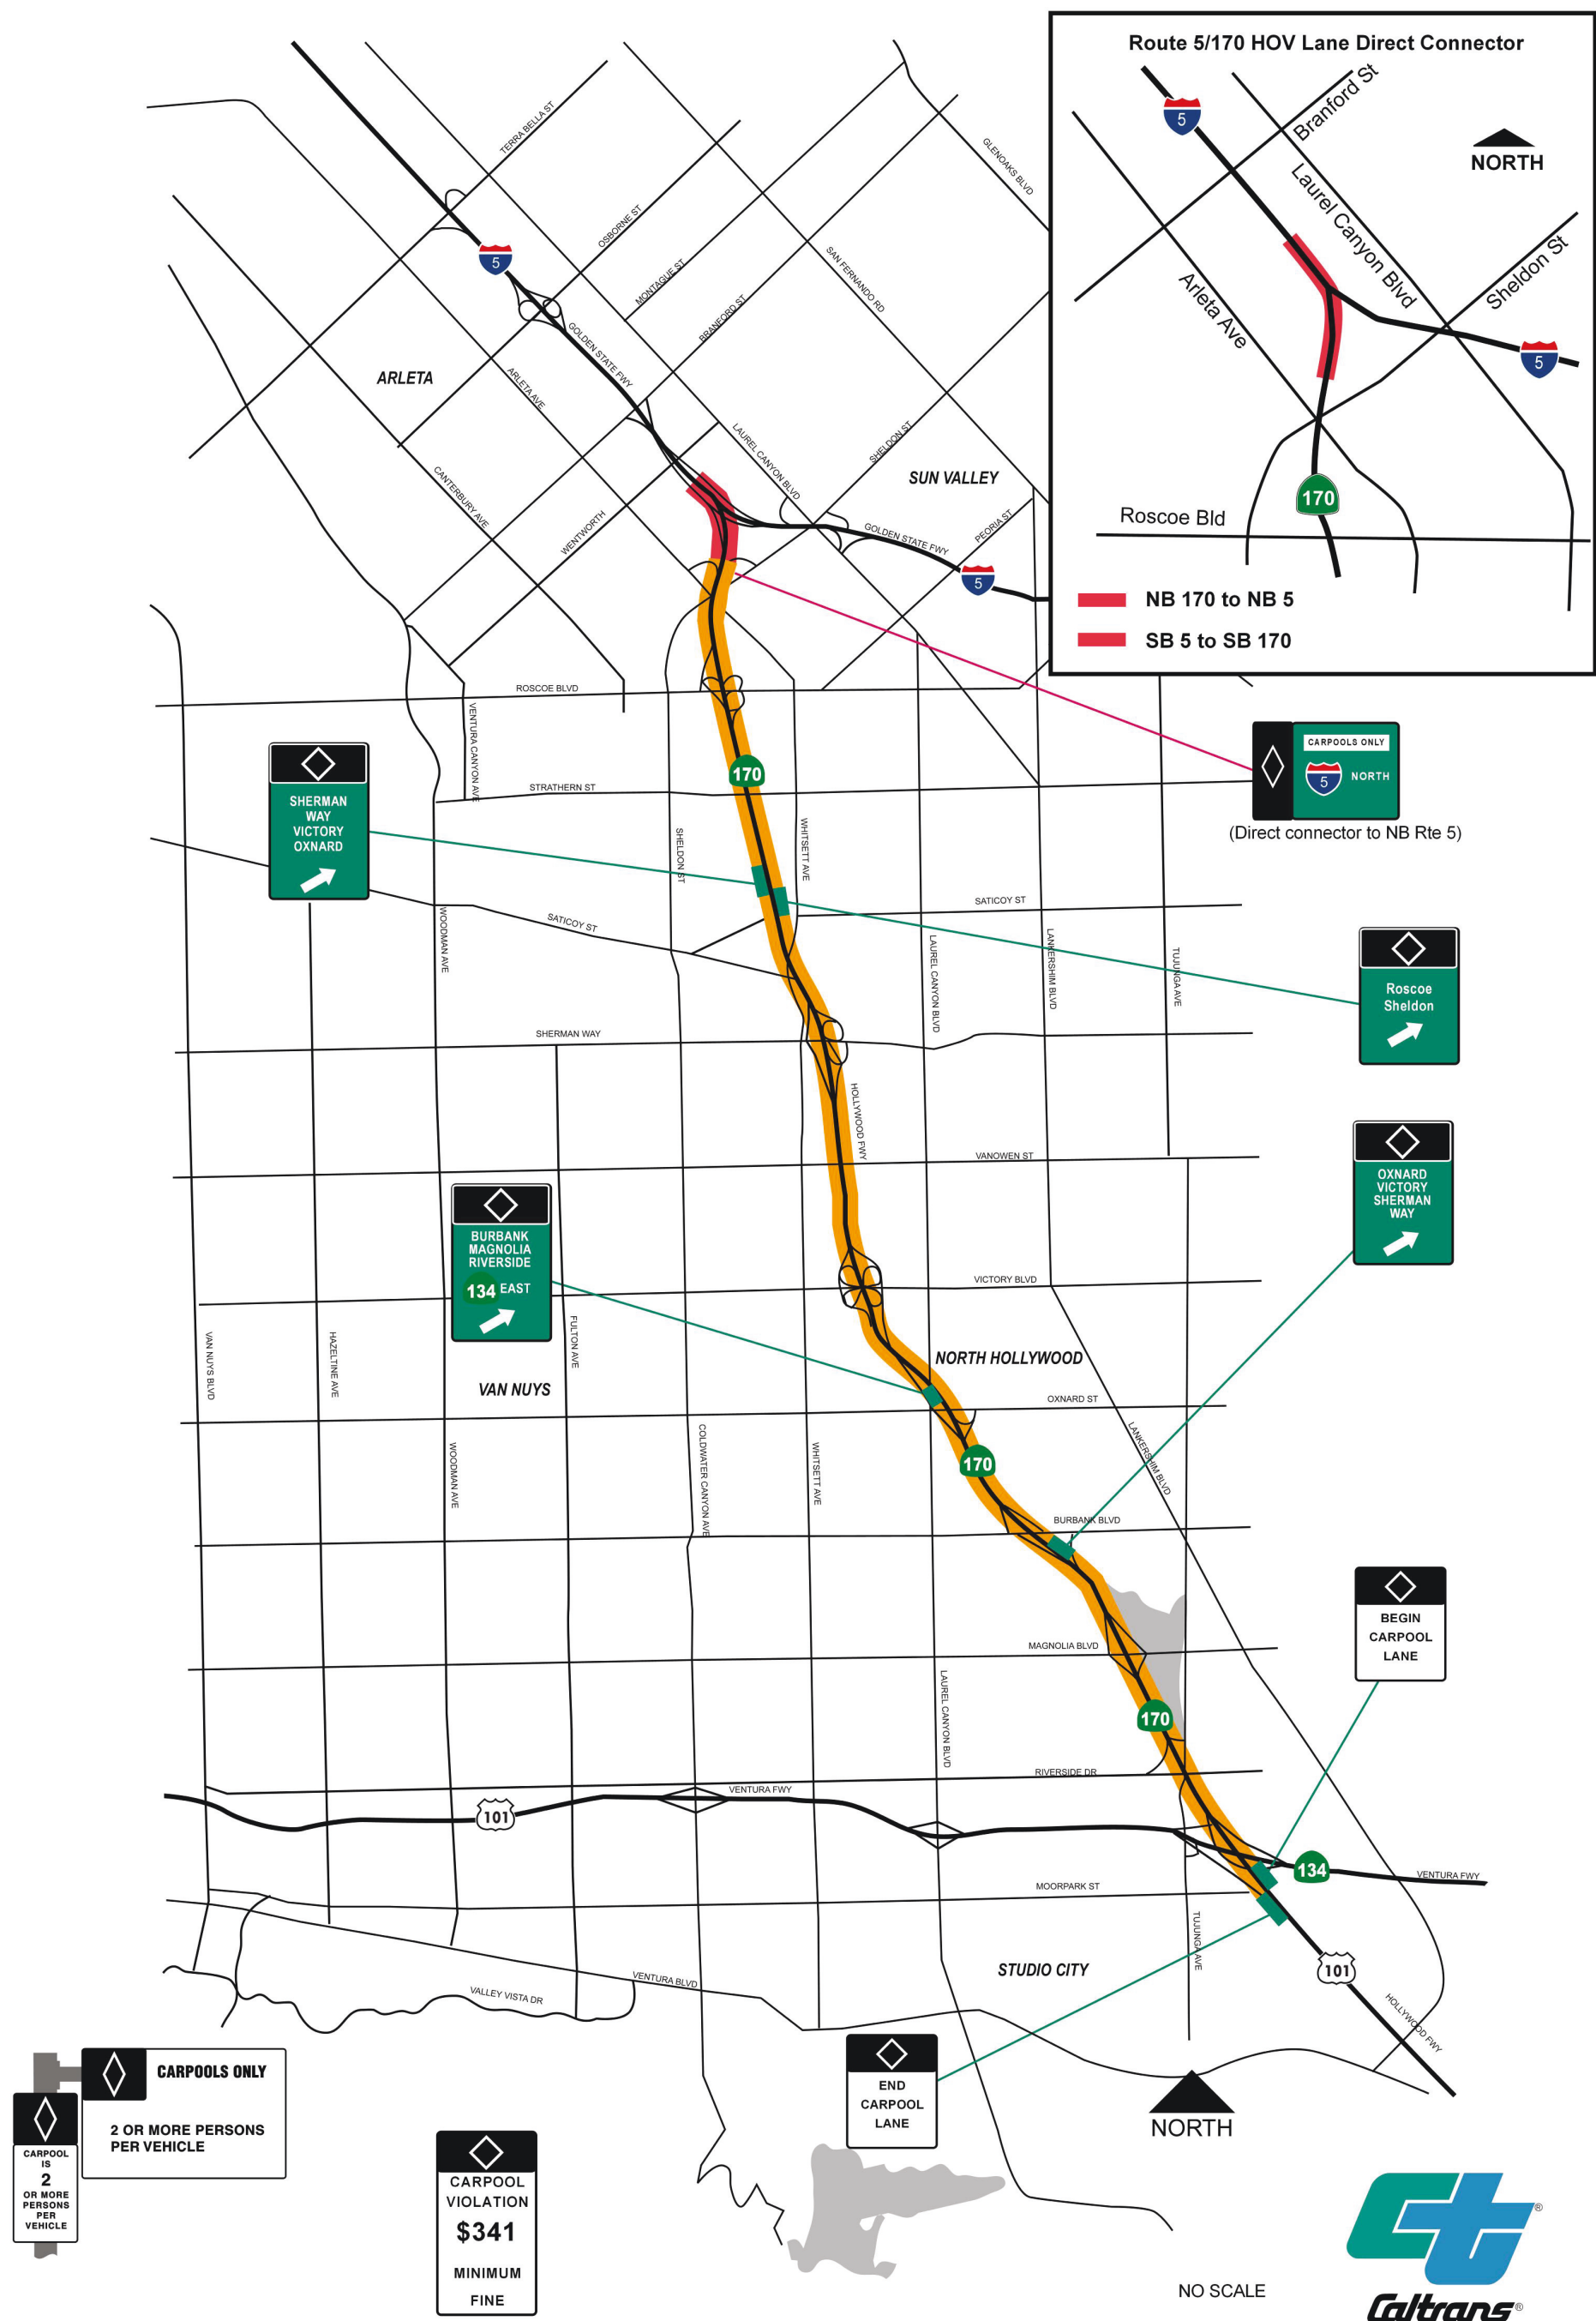 Route 5/170 HOV Lane Direct Connector
5
Branford St
NORTH
Laurel Canyon Blvd
Sheldon St
Arleta Ave
5
170
Roscoe Bld
NB 170 to NB 5
SB 5 to SB 170
TERRA BELLA ST
GLENOAKS BLVD
OSBORNE ST
5
MONTAGUE ST
SAN FERNANDO RD
BRANFORD ST
GOLDEN STATE FWY
ARLETA
ARLETA AVE
LAUREL CANYON BLVD
SHELDON ST
SUN VALLEY
CANTERBURY AVE
WENTWORTH
GOLDEN STATE FWY
PEORIA ST
5
ROSCOE BLVD
VENTURA CANYON AVE
170
STRATHERN ST
CARPOOLS ONLY
5 NORTH
(Direct connector to NB Rte 5)
SHERMAN
WAY
VICTORY
OXNARD
SHELDON ST
WHITSETT AVE
SATICOY ST
SATICOY ST
WOODMAN AVE
LAUREL CANYON BLVD
LANKERSHIM BLVD
TUJUNGA AVE
Roscoe
Sheldon
SHERMAN WAY
HOLLYWOOD FWY
VANOWEN ST
OXNARD
VICTORY
SHERMAN
WAY
BURBANK
MAGNOLIA
RIVERSIDE
134 EAST
VICTORY BLVD
VAN NUYS BLVD
HAZELTINE AVE
FULTON AVE
NORTH HOLLYWOOD
VAN NUYS
OXNARD ST
WOODMAN AVE
COLDWATER CANYON AVE
WHITSETT AVE
LANKERSHIM BLVD
170
BURBANK BLVD
BEGIN
CARPOOL
LANE
MAGNOLIA BLVD
LAUREL CANYON BLVD
170
RIVERSIDE DR
VENTURA FWY
101
134
VENTURA FWY
MOORPARK ST
TUJUNGA AVE
STUDIO CITY
101
VENTURA BLVD
VALLEY VISTA DR
HOLLYWOOD FWY
END
CARPOOL
LANE
NORTH
CARPOOLS ONLY
2 OR MORE PERSONS
PER VEHICLE
CARPOOL
IS
2
OR MORE
PERSONS
PER
VEHICLE
CARPOOL
VIOLATION
$341
MINIMUM
FINE
NO SCALE
ct®
Caltrans®